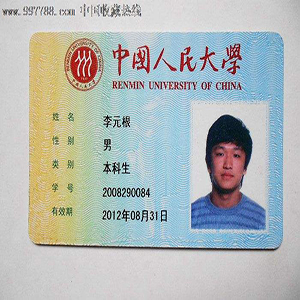 www.997788.com 中国收藏热线
RENMIN UNIVERSITY OF CHINA
中國人民大學
RENMIN UNIVERSITY OF CHINA
姓 名 李元根
性 别 男
类 别 本科生
学 号 2008290084
有效期 2012年08月31日